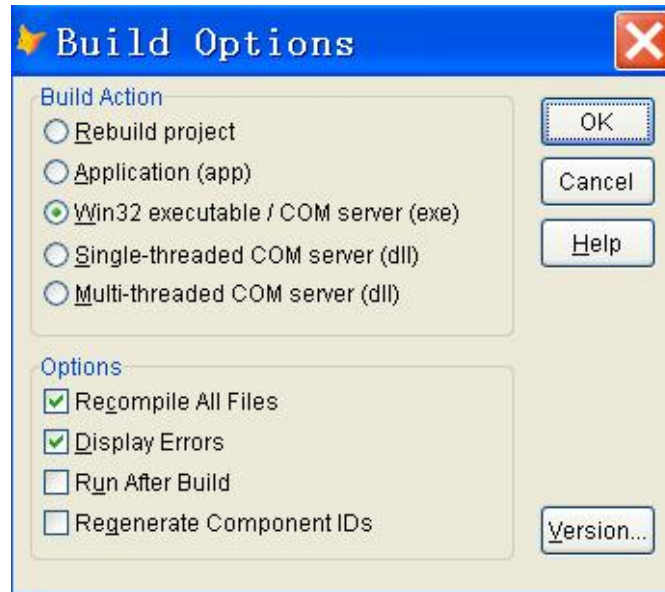 Build Options
Build Action
Rebuild project
Application (app)
Win32 executable / COM server (exe)
Single-threaded COM server (dll)
Multi-threaded COM server (dll)
OK
Cancel
Help
Options
Recompile All Files
Display Errors
Run After Build
Regenerate Component IDs
Version...